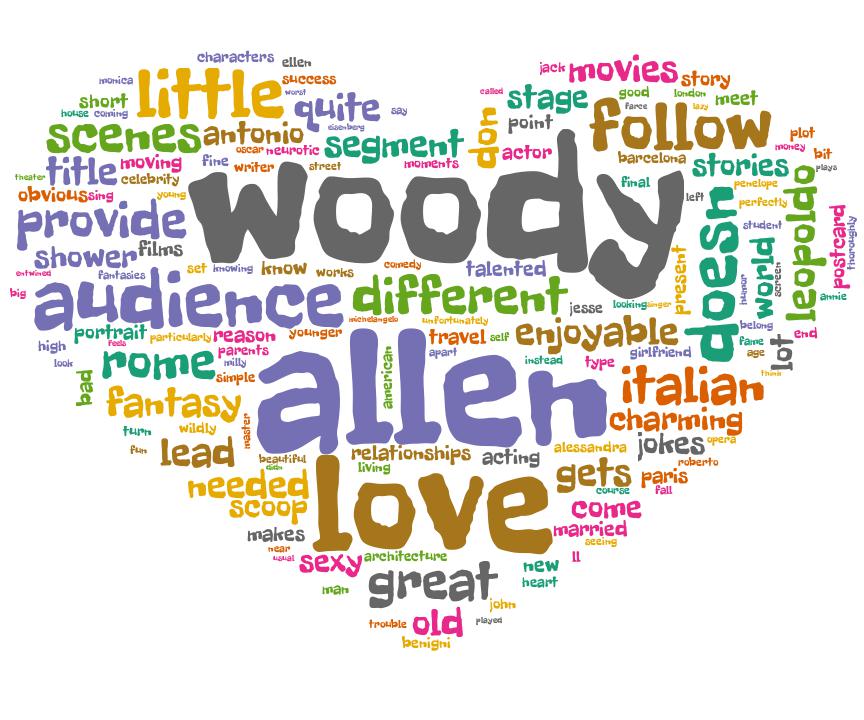 characters
ellen
monica
little
success
jack
movies
story
short
worst
quite
say
called
stage
good
london
meet
house
coming
eisenberg
don
farce
lazy
scenes
antonio
segment
point
follow
plot
oscar
neurotic
actor
money
title
moving
fine
writer
street
moments
barcelona
stories
bit
plays
theater
celebrity
woody
final
penelope
obvious
sing
young
left
perfectly
provide
doesn
leopoldo
postcard
thoroughly
student
shower
films
set
knowing
know
works
comedy
talented
present
humor
world
screen
entwined
fantasies
big
audience
different
jesse
looking
singer
annie
michelangelo
unfortunately
belong
portrait
particularly
reason
younger
travel
self
enjoyable
fame
end
high
feels
parents
apart
girlfriend
age
lot
look
rome
milly
american
allen
instead
type
think
bad
simple
italian
fantasy
master
charming
turn
wildly
jokes
opera
fun
lead
beautiful
relationships
acting
alessandra
roberto
didn
living
love
gets
paris
needed
course
fall
scoop
come
makes
married
seeing
near
usual
sexy
architecture
ll
great
new
heart
man
john
trouble
old
played
benigni